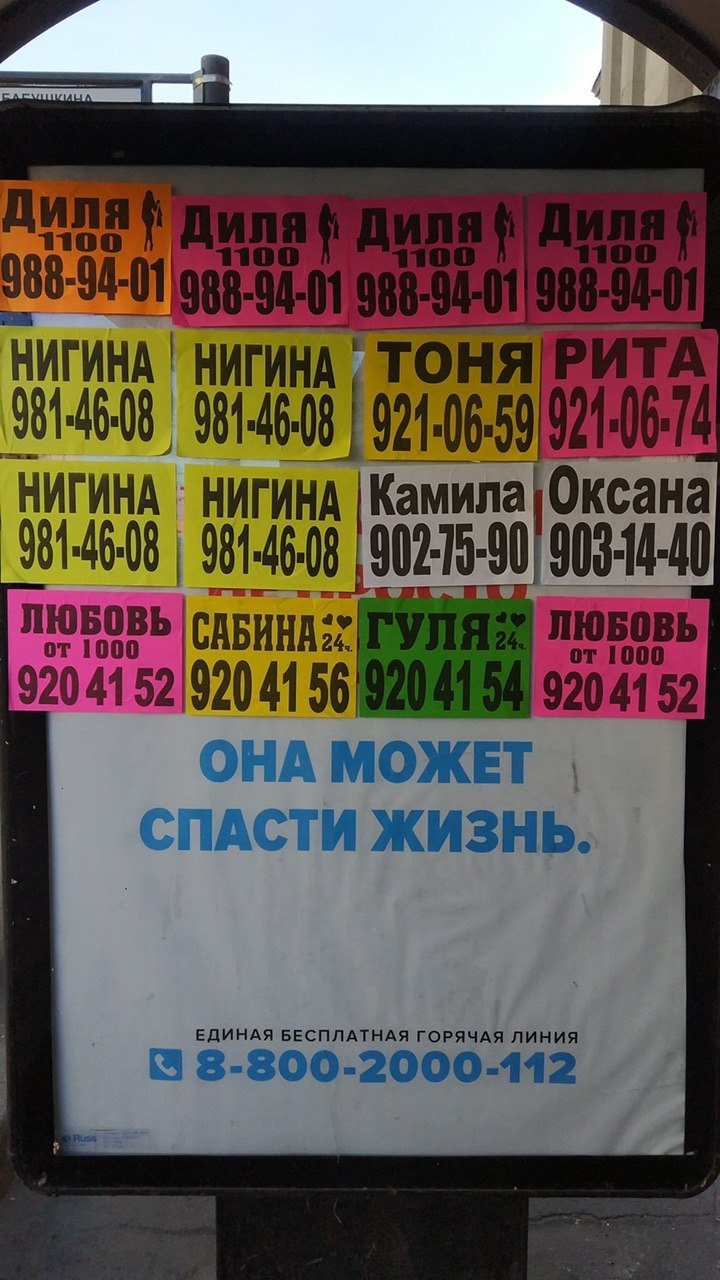 БАБУШКИНА
Диля
1100
988-94-01
Диля
1100
988-94-01
Диля
1100
988-94-01
Диля
1100
988-94-01
НИГИНА
981-46-08
НИГИНА
981-46-08
ТОНЯ
921-06-59
РИТА
921-06-74
НИГИНА
981-46-08
НИГИНА
981-46-08
Камила
902-75-90
Оксана
903-14-40
ЛЮБОВЬ
от 1000
920 41 52
САБИНА 24ч.
920 41 56
ГУЛЯ 24ч.
920 41 54
ЛЮБОВЬ
от 1000
920 41 52
ОНА МОЖЕТ
СПАСТИ ЖИЗНЬ.
ЕДИНАЯ БЕСПЛАТНАЯ ГОРЯЧАЯ ЛИНИЯ
8-800-2000-112
Russ